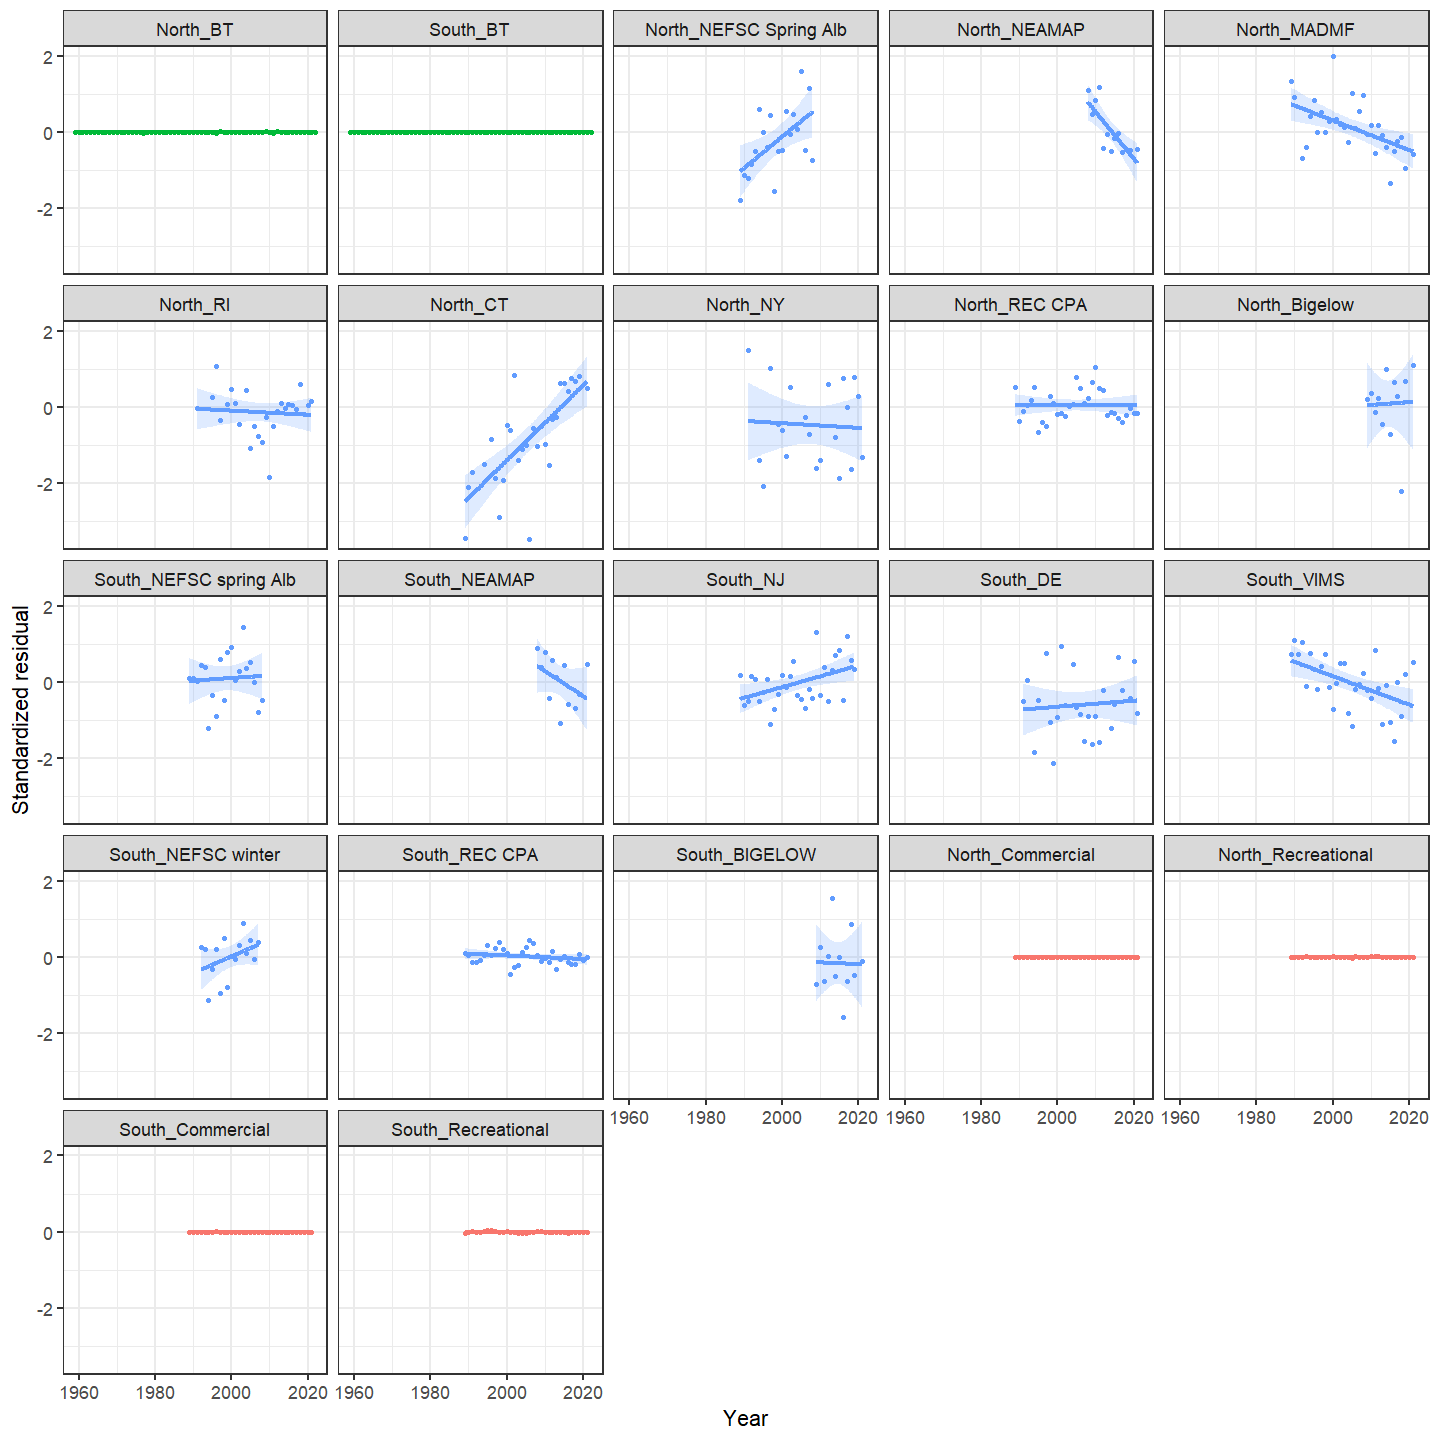 North_BT South_BT North_NEFSC Spring Alb North_NEAMAP North_MADMF
2
0
-2
North_RI North_CT North_NY North_REC CPA North_Bigelow
2
0
-2
South_NEFSC spring Alb South_NEAMAP South_NJ South_DE South_VIMS
2
0
-2
Standardized residual
South_NEFSC winter South_REC CPA South_BIGELOW North_Commercial North_Recreational
2
0
-2
1960 1980 2000 2020 1960 1980 2000 2020 1960 1980 2000 2020
South_Commercial South_Recreational
2
0
-2
1960 1980 2000 2020 1960 1980 2000 2020
Year